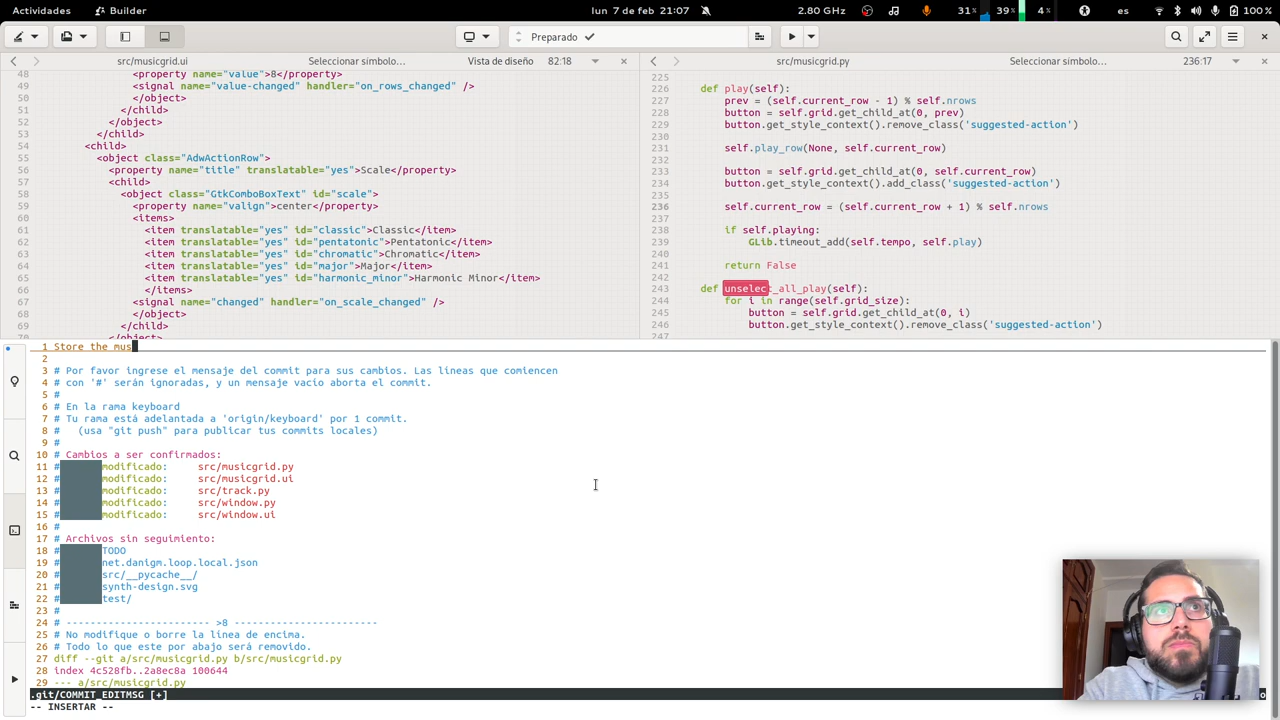 Actividades Builder lun 7 de feb 21:07 2.80 GHz 31% 39% 4% es 100 %
Preparado
src/musicgrid.ui Seleccionar símbolo… Vista de diseño 82:18
src/musicgrid.py Seleccionar símbolo… 236:17
48 <property name="value">8</property>
49 <signal name="value-changed" handler="on_rows_changed" />
50 </object>
51 </child>
52 </object>
53 </child>
54 <child>
55 <object class="AdwActionRow">
56 <property name="title" translatable="yes">Scale</property>
57 <child>
58 <object class="GtkComboBoxText" id="scale">
59 <property name="valign">center</property>
60 <items>
61 <item translatable="yes" id="classic">Classic</item>
62 <item translatable="yes" id="pentatonic">Pentatonic</item>
63 <item translatable="yes" id="chromatic">Chromatic</item>
64 <item translatable="yes" id="major">Major</item>
65 <item translatable="yes" id="harmonic_minor">Harmonic Minor</item>
66 </items>
67 <signal name="changed" handler="on_scale_changed" />
68 </object>
69 </child>
70 </object>
225
226 def play(self):
227 prev = (self.current_row - 1) % self.nrows
228 button = self.grid.get_child_at(0, prev)
229 button.get_style_context().remove_class('suggested-action')
230
231 self.play_row(None, self.current_row)
232
233 button = self.grid.get_child_at(0, self.current_row)
234 button.get_style_context().add_class('suggested-action')
235
236 self.current_row = (self.current_row + 1) % self.nrows
237
238 if self.playing:
239 GLib.timeout_add(self.tempo, self.play)
240
241 return False
242
243 def unselect_all_play(self):
244 for i in range(self.grid_size):
245 button = self.grid.get_child_at(0, i)
246 button.get_style_context().remove_class('suggested-action')
1 Store the mus
2
3 # Por favor ingrese el mensaje del commit para sus cambios. Las líneas que comiencen
4 # con '#' serán ignoradas, y un mensaje vacío aborta el commit.
5 #
6 # En la rama keyboard
7 # Tu rama está adelantada a 'origin/keyboard' por 1 commit.
8 # (usa "git push" para publicar tus commits locales)
9 #
10 # Cambios a ser confirmados:
11 # modificado: src/musicgrid.py
12 # modificado: src/musicgrid.ui
13 # modificado: src/track.py
14 # modificado: src/window.py
15 # modificado: src/window.ui
16 #
17 # Archivos sin seguimiento:
18 # TODO
19 # net.danigm.loop.local.json
20 # src/__pycache__/
21 # synth-design.svg
22 # test/
23 #
24 # ------------------------ >8 ------------------------
25 # No modifique o borre la línea de encima.
26 # Todo lo que este por abajo será removido.
27 diff --git a/src/musicgrid.py b/src/musicgrid.py
28 index 4c528fb..2a8ec8a 100644
29 --- a/src/musicgrid.py
.git/COMMIT_EDITMSG [+]
-- INSERTAR --